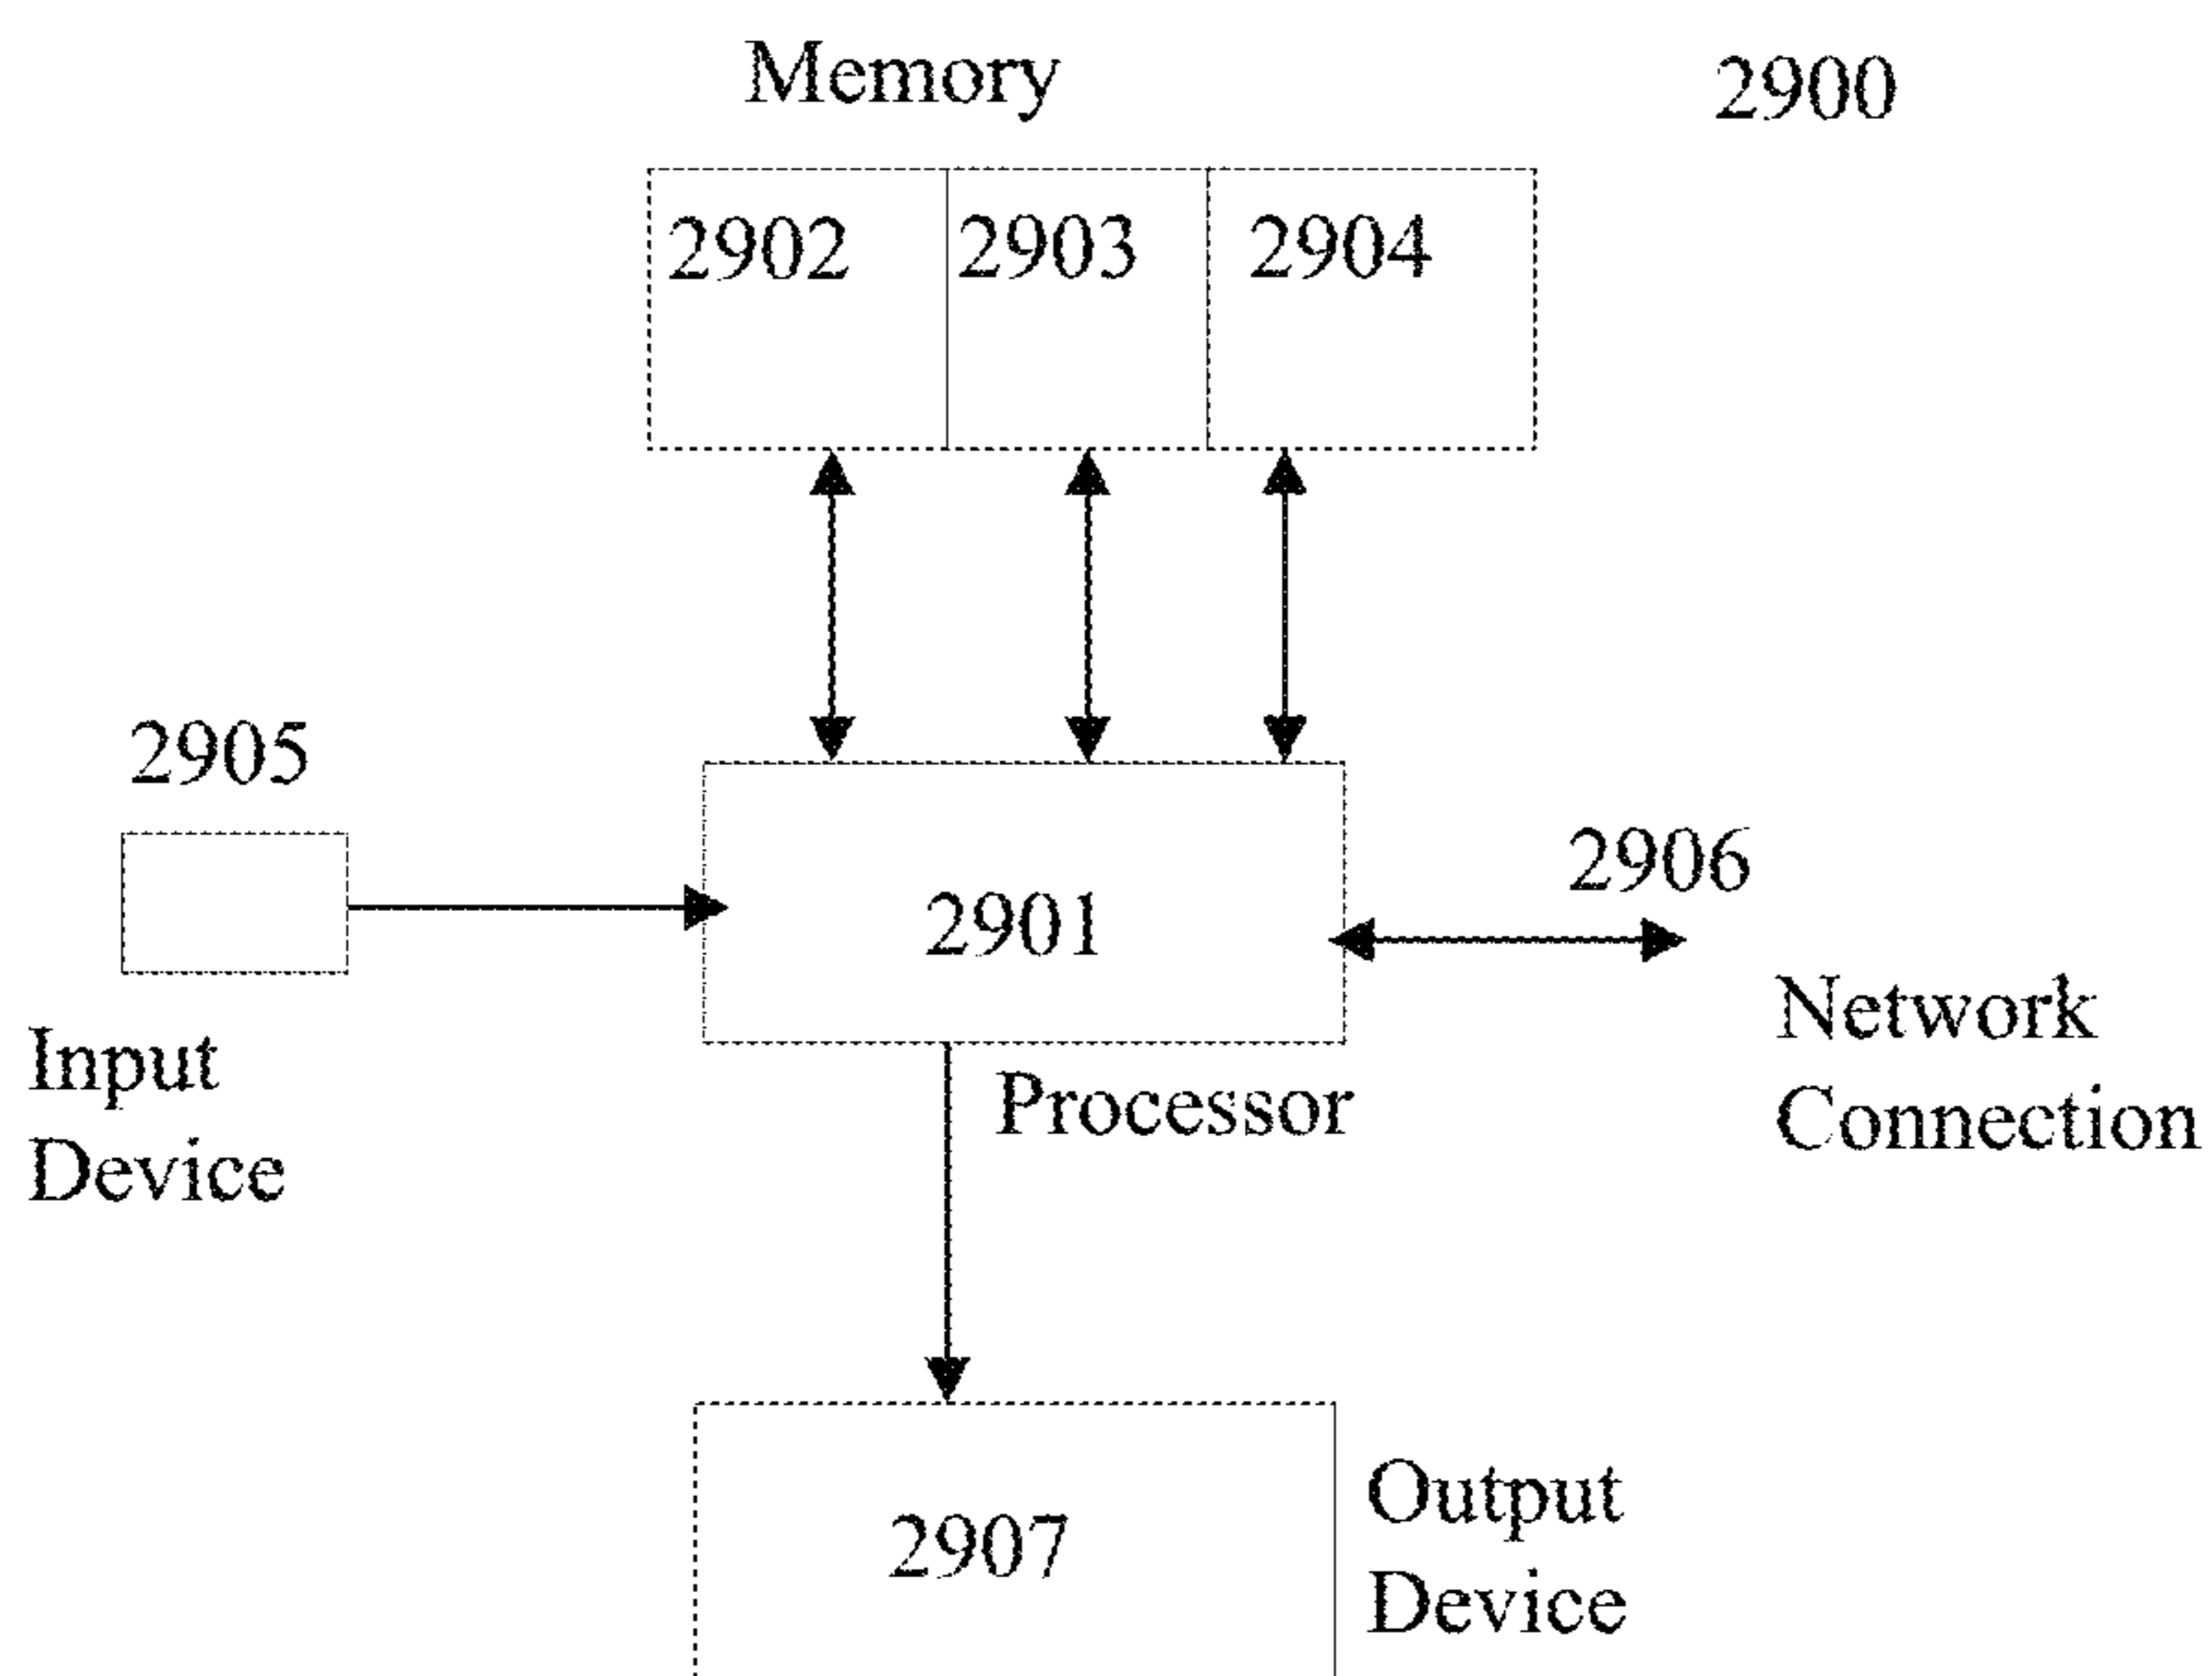 Memory
2900
2902
2903
2904
2905
2901
2906
Input
Device
Processor
Network
Connection
2907
Output
Device